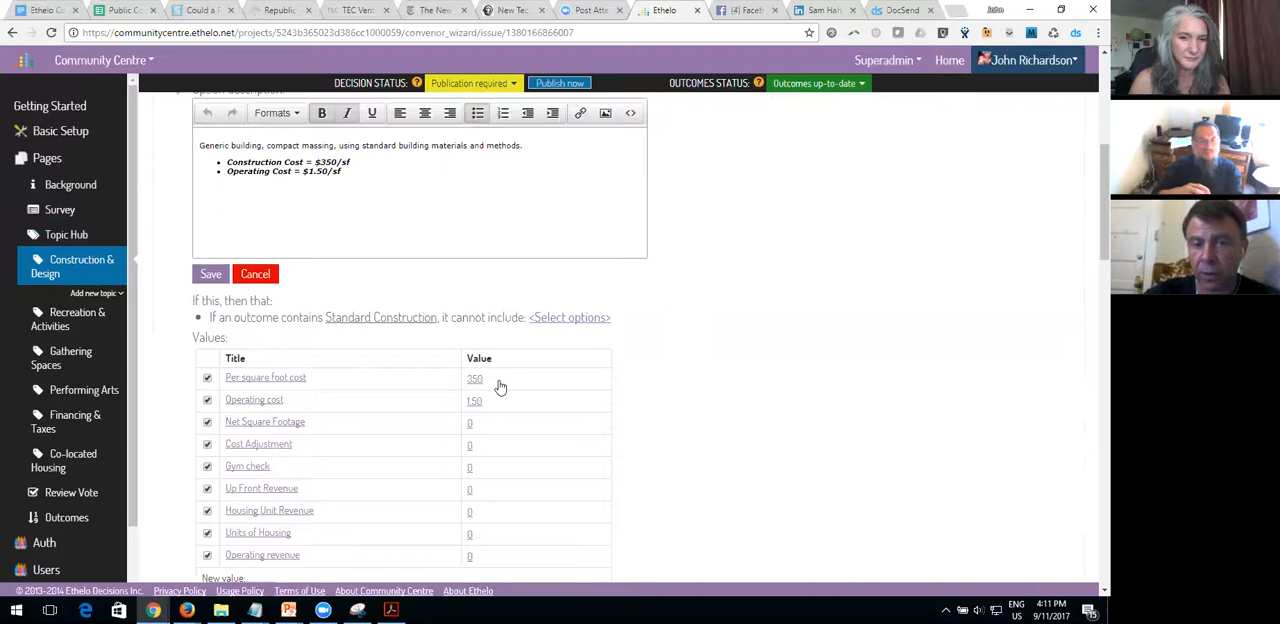 Ethelo Co
Public Co
Could a F
Republic
TEC Vent
The New
New Tec
Post Atte
Ethelo
(4) Faceb
Sam Hah
DocSend
John
https://communitycentre.ethelo.net/projects/5243b36500d3d386cc1000059/convenor_wizard/issue/1380166866007
Community Centre
Superadmin
Home
John Richardson
DECISION STATUS: ? Publication required Publish now OUTCOMES STATUS: ? Outcomes up-to-date
Getting Started
Basic Setup
Pages
Background
Survey
Topic Hub
Construction &
Design
Add new topic
Recreation &
Activities
Gathering
Spaces
Performing Arts
Financing &
Taxes
Co-located
Housing
Review Vote
Outcomes
Auth
Users
Option description:
Formats B I U
Generic building, compact massing, using standard building materials and methods.
• Construction Cost = $350/sf
• Operating Cost = $1.50/sf
Save Cancel
If this, then that:
• If an outcome contains Standard Construction, it cannot include: <Select options>
Values:
Title Value
Per square foot cost 350
Operating cost 1.50
Net Square Footage 0
Cost Adjustment 0
Gym check 0
Up Front Revenue 0
Housing Unit Revenue 0
Units of Housing 0
Operating revenue 0
New value:
© 2013-2014 Ethelo Decisions Inc. Privacy Policy Usage Policy Terms of Use About Community Centre About Ethelo
ENG
US
4:11 PM
9/11/2017
15